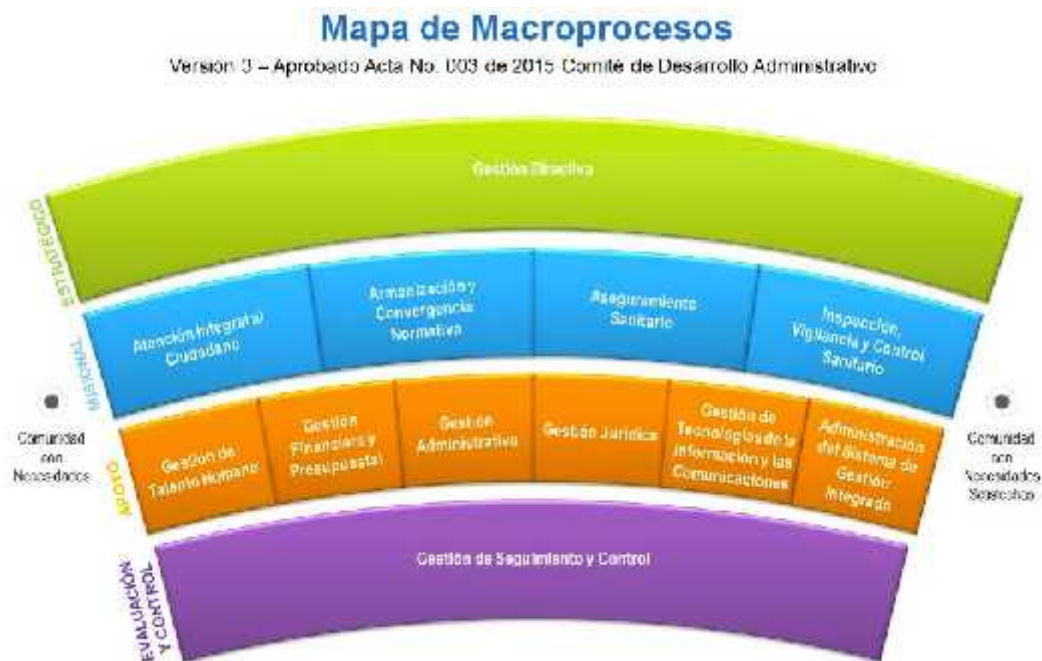 Mapa de Macroprocesos
Versión 3 – Aprobado Acta No. 003 de 2015 Comité de Desarrollo Administrativo
Gestión Directiva
ESTRATÉGICO
Atención Integral al
Ciudadano
Armonización y
Convergencia
Normativa
Aseguramiento
Sanitario
Inspección,
Vigilancia y Control
Sanitario
MISIONAL
Comunidad
con
Necesidades
Gestión de
Talento Humano
Gestión
Financiera y
Presupuestal
Gestión
Administrativa
Gestión Jurídica
Gestión de
Tecnologías de la
Información y las
Comunicaciones
Administración
del Sistema de
Gestión
Integrado
APOYO
Comunidad
con
Necesidades
Satisfechas
Gestión de Seguimiento y Control
EVALUACIÓN
Y CONTROL